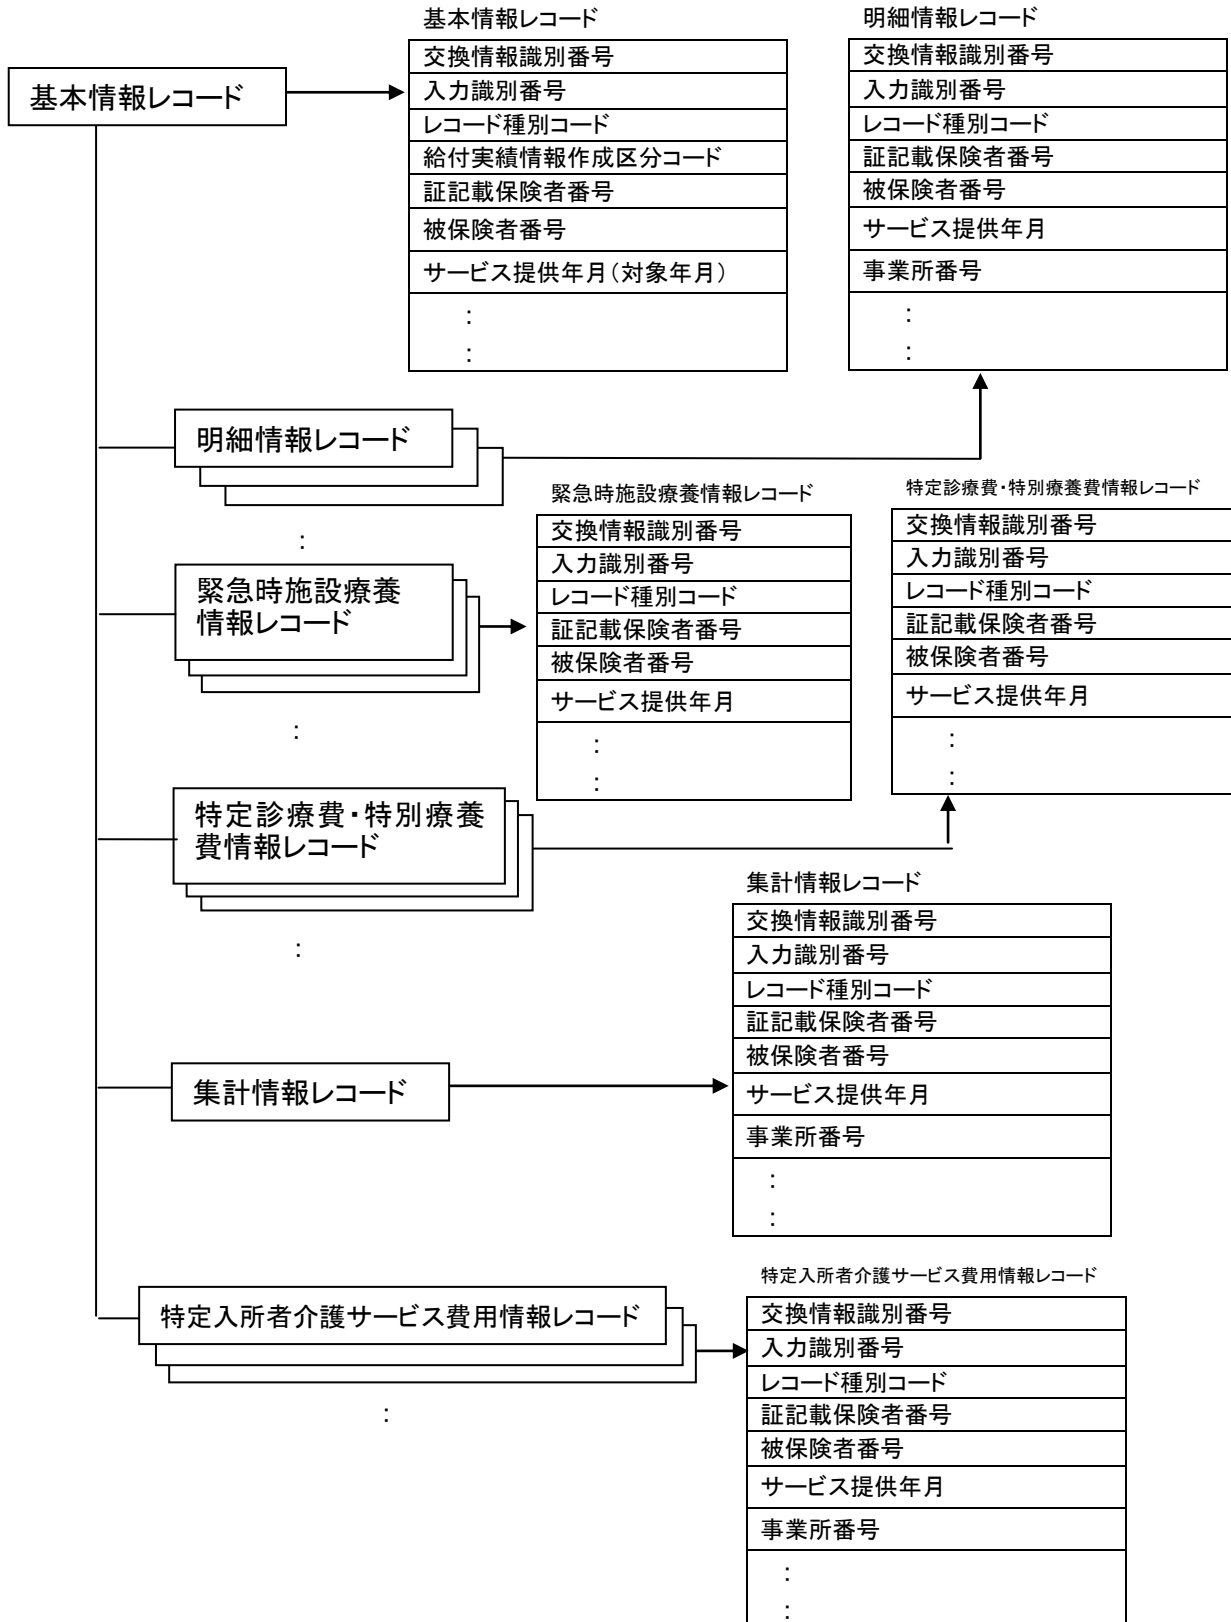 基本情報レコード
基本情報レコード
交換情報識別番号
入力識別番号
レコード種別コード
給付実績情報作成区分コード
証記載保険者番号
被保険者番号
サービス提供年月(対象年月)
:
:
明細情報レコード
交換情報識別番号
入力識別番号
レコード種別コード
証記載保険者番号
被保険者番号
サービス提供年月
事業所番号
:
:
明細情報レコード
:
緊急時施設療養
情報レコード
:
緊急時施設療養情報レコード
交換情報識別番号
入力識別番号
レコード種別コード
証記載保険者番号
被保険者番号
サービス提供年月
:
:
特定診療費・特別療養費情報レコード
交換情報識別番号
入力識別番号
レコード種別コード
証記載保険者番号
被保険者番号
サービス提供年月
:
:
特定診療費・特別療養
費情報レコード
:
集計情報レコード
集計情報レコード
交換情報識別番号
入力識別番号
レコード種別コード
証記載保険者番号
被保険者番号
サービス提供年月
事業所番号
:
:
特定入所者介護サービス費用情報レコード
:
特定入所者介護サービス費用情報レコード
交換情報識別番号
入力識別番号
レコード種別コード
証記載保険者番号
被保険者番号
サービス提供年月
事業所番号
:
: